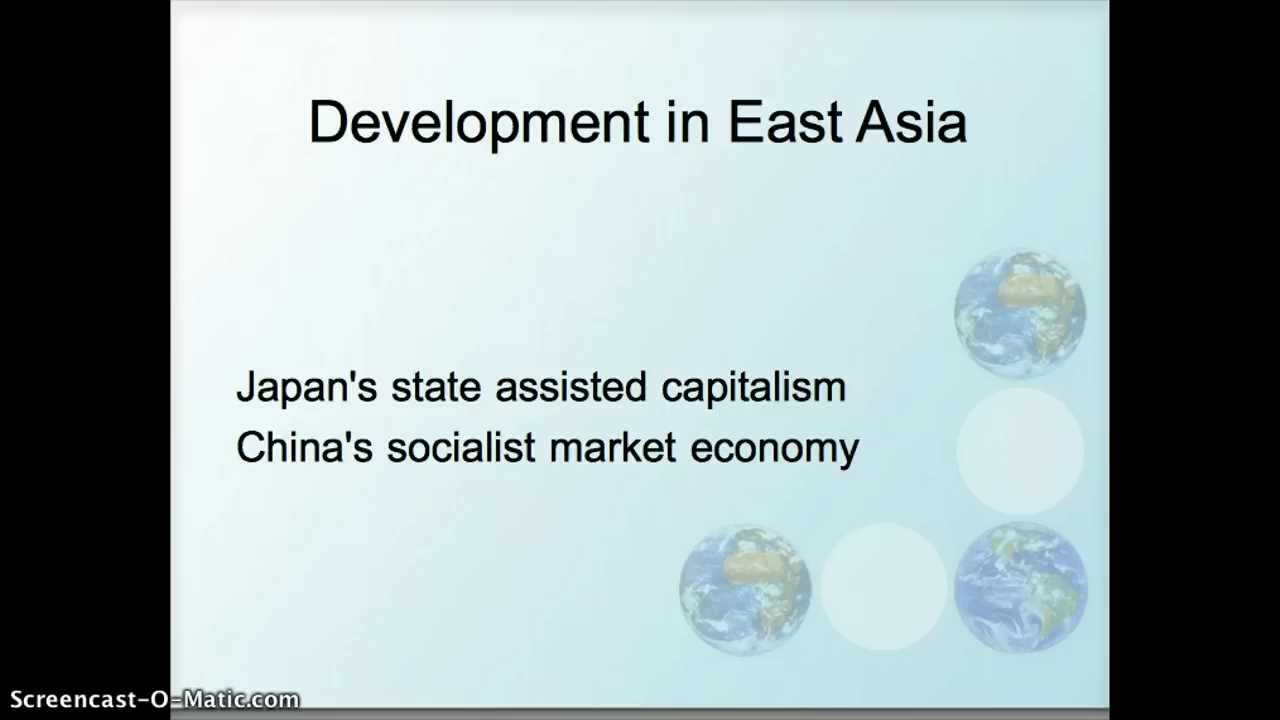 Development in East Asia
Japan's state assisted capitalism
China's socialist market economy
Screencast-O-Matic.com